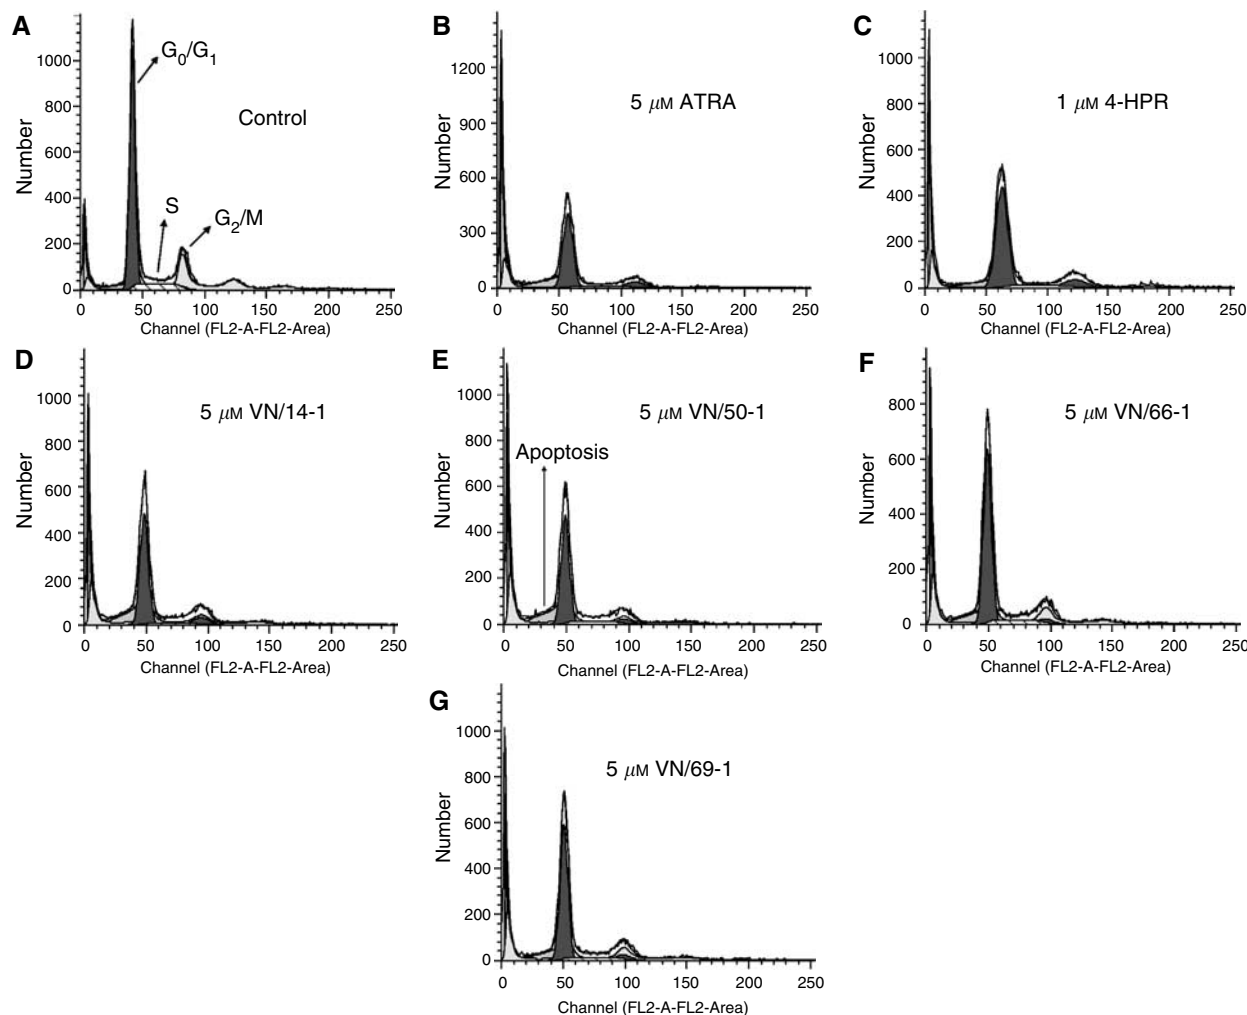 A
G0/G1
Control
S
G2/M
Number
1000
800
600
400
200
0
0 50 100 150 200 250
Channel (FL2-A-FL2-Area)
B
5 μM ATRA
Number
1200
900
600
300
0
0 50 100 150 200 250
Channel (FL2-A-FL2-Area)
C
1 μM 4-HPR
Number
1000
800
600
400
200
0
0 50 100 150 200 250
Channel (FL2-A-FL2-Area)
D
5 μM VN/14-1
Number
1000
800
600
400
200
0
0 50 100 150 200 250
Channel (FL2-A-FL2-Area)
E
5 μM VN/50-1
Apoptosis
Number
1000
800
600
400
200
0
0 50 100 150 200 250
Channel (FL2-A-FL2-Area)
F
5 μM VN/66-1
Number
800
600
400
200
0
0 50 100 150 200 250
Channel (FL2-A-FL2-Area)
G
5 μM VN/69-1
Number
1000
800
600
400
200
0
0 50 100 150 200 250
Channel (FL2-A-FL2-Area)